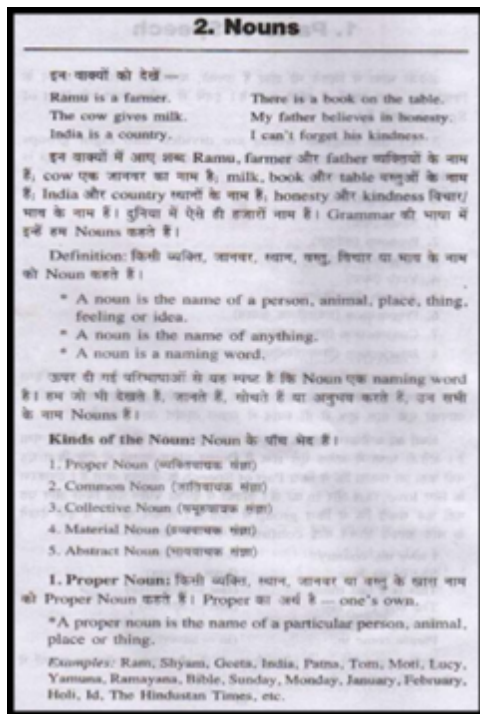 2. Nouns
इन वाक्यों को देखें —
Ramu is a farmer. There is a book on the table.
The cow gives milk. My father believes in honesty.
India is a country. I can't forget his kindness.
इन वाक्यों में आए शब्द Ramu, farmer और father व्यक्तियों के नाम
हैं, cow एक जानवर का नाम है; milk, book और table वस्तुओं के नाम
हैं; India और country स्थानों के नाम हैं; honesty और kindness विचार/
भाव के नाम हैं। दुनिया में ऐसे ही हजारों नाम हैं। Grammar की भाषा में
इन्हें हम Nouns कहते हैं।
Definition: किसी व्यक्ति, जानवर, स्थान, वस्तु, विचार या भाव के नाम
को Noun कहते हैं।
* A noun is the name of a person, animal, place, thing,
feeling or idea.
* A noun is the name of anything.
* A noun is a naming word.
ऊपर दी गई परिभाषाओं से यह स्पष्ट है कि Noun एक naming word
है। हम जो भी देखते हैं, जानते हैं, सोचते हैं या अनुभव करते हैं, उन सभी
के नाम Nouns हैं।
Kinds of the Noun: Noun के पाँच भेद हैं।
1. Proper Noun (व्यक्तिवाचक संज्ञा)
2. Common Noun (जातिवाचक संज्ञा)
3. Collective Noun (समूहवाचक संज्ञा)
4. Material Noun (द्रव्यवाचक संज्ञा)
5. Abstract Noun (भाववाचक संज्ञा)
1. Proper Noun: किसी व्यक्ति, स्थान, जानवर या वस्तु के खास नाम
को Proper Noun कहते हैं। Proper का अर्थ है — one's own.
*A proper noun is the name of a particular person, animal,
place or thing.
Examples: Ram, Shyam, Geeta, India, Patna, Tom, Moti, Lucy,
Yamuna, Ramayana, Bible, Sunday, Monday, January, February,
Holi, Id, The Hindustan Times, etc.